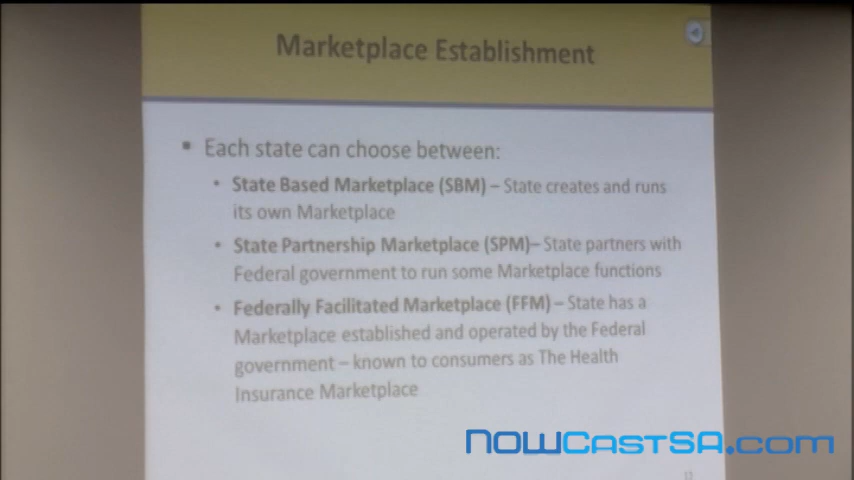 Marketplace Establishment
▪ Each state can choose between:
• State Based Marketplace (SBM) – State creates and runs
its own Marketplace
• State Partnership Marketplace (SPM)– State partners with
Federal government to run some Marketplace functions
• Federally Facilitated Marketplace (FFM) – State has a
Marketplace established and operated by the Federal
government – known to consumers as The Health
Insurance Marketplace
NOWCASTSA.COM